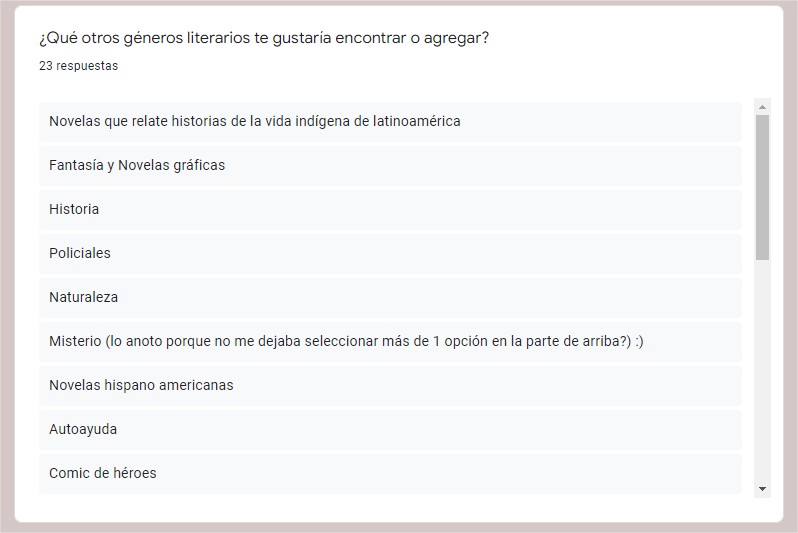 ¿Qué otros géneros literarios te gustaría encontrar o agregar?
23 respuestas
Novelas que relate historias de la vida indígena de latinoamérica
Fantasía y Novelas gráficas
Historia
Policiales
Naturaleza
Misterio (lo anoto porque no me dejaba seleccionar más de 1 opción en la parte de arriba?) :)
Novelas hispano americanas
Autoayuda
Comic de héroes